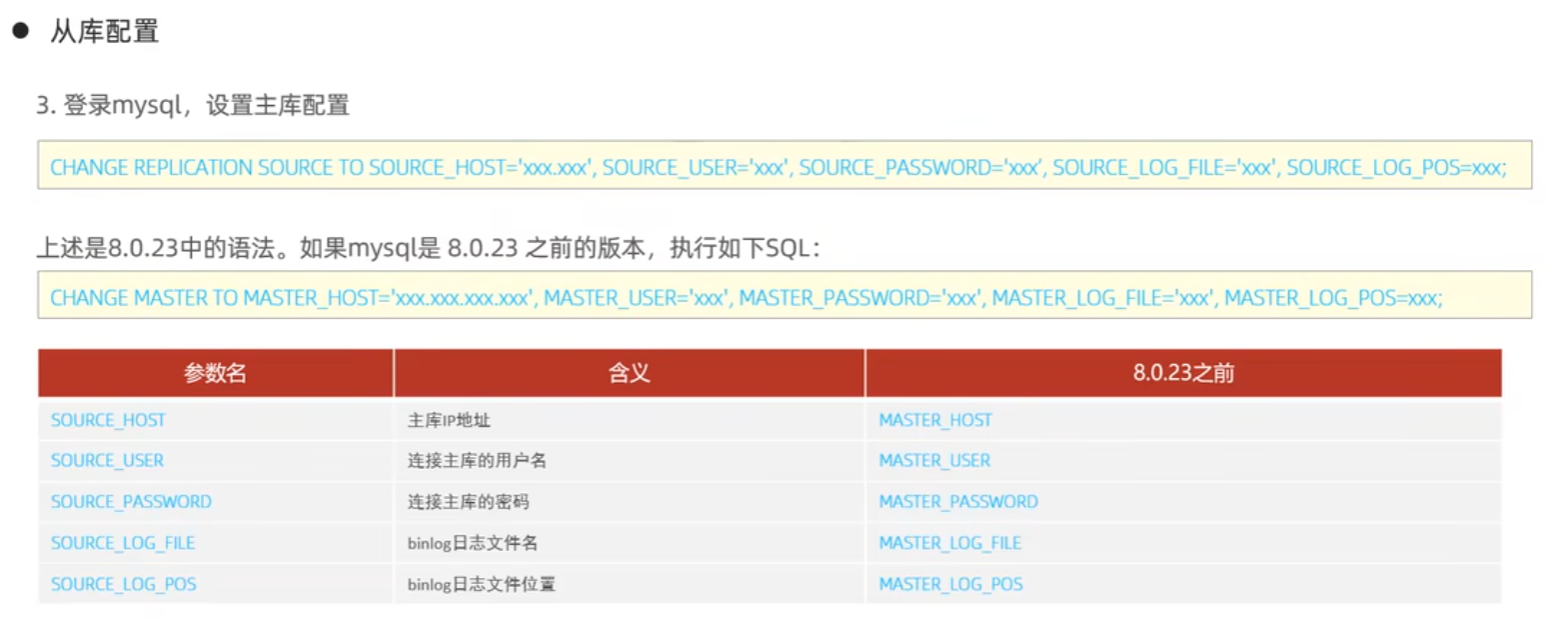 ● 从库配置
3. 登录mysql，设置主库配置
CHANGE REPLICATION SOURCE TO SOURCE_HOST='xxx.xxx', SOURCE_USER='xxx', SOURCE_PASSWORD='xxx', SOURCE_LOG_FILE='xxx', SOURCE_LOG_POS=xxx;
上述是8.0.23中的语法。如果mysql是 8.0.23 之前的版本，执行如下SQL：
CHANGE MASTER TO MASTER_HOST='xxx.xxx.xxx.xxx', MASTER_USER='xxx', MASTER_PASSWORD='xxx', MASTER_LOG_FILE='xxx', MASTER_LOG_POS=xxx;
参数名 含义 8.0.23之前
SOURCE_HOST 主库IP地址 MASTER_HOST
SOURCE_USER 连接主库的用户名 MASTER_USER
SOURCE_PASSWORD 连接主库的密码 MASTER_PASSWORD
SOURCE_LOG_FILE binlog日志文件名 MASTER_LOG_FILE
SOURCE_LOG_POS binlog日志文件位置 MASTER_LOG_POS